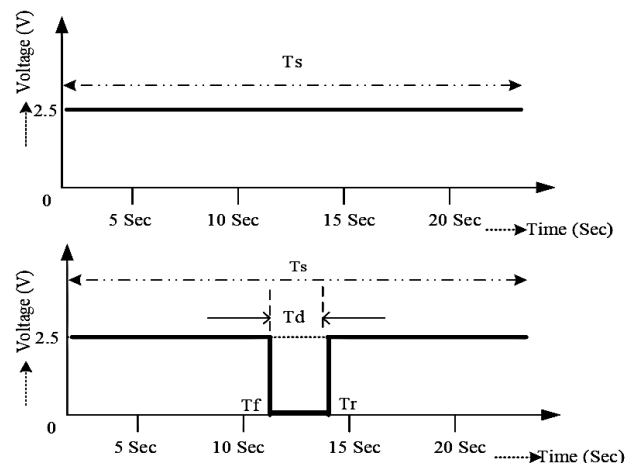 Voltage (V)
Ts
2.5
0
5 Sec 10 Sec 15 Sec 20 Sec
Time (Sec)
Voltage (V)
Ts
Td
2.5
Tf Tr
0
5 Sec 10 Sec 15 Sec 20 Sec
Time (Sec)